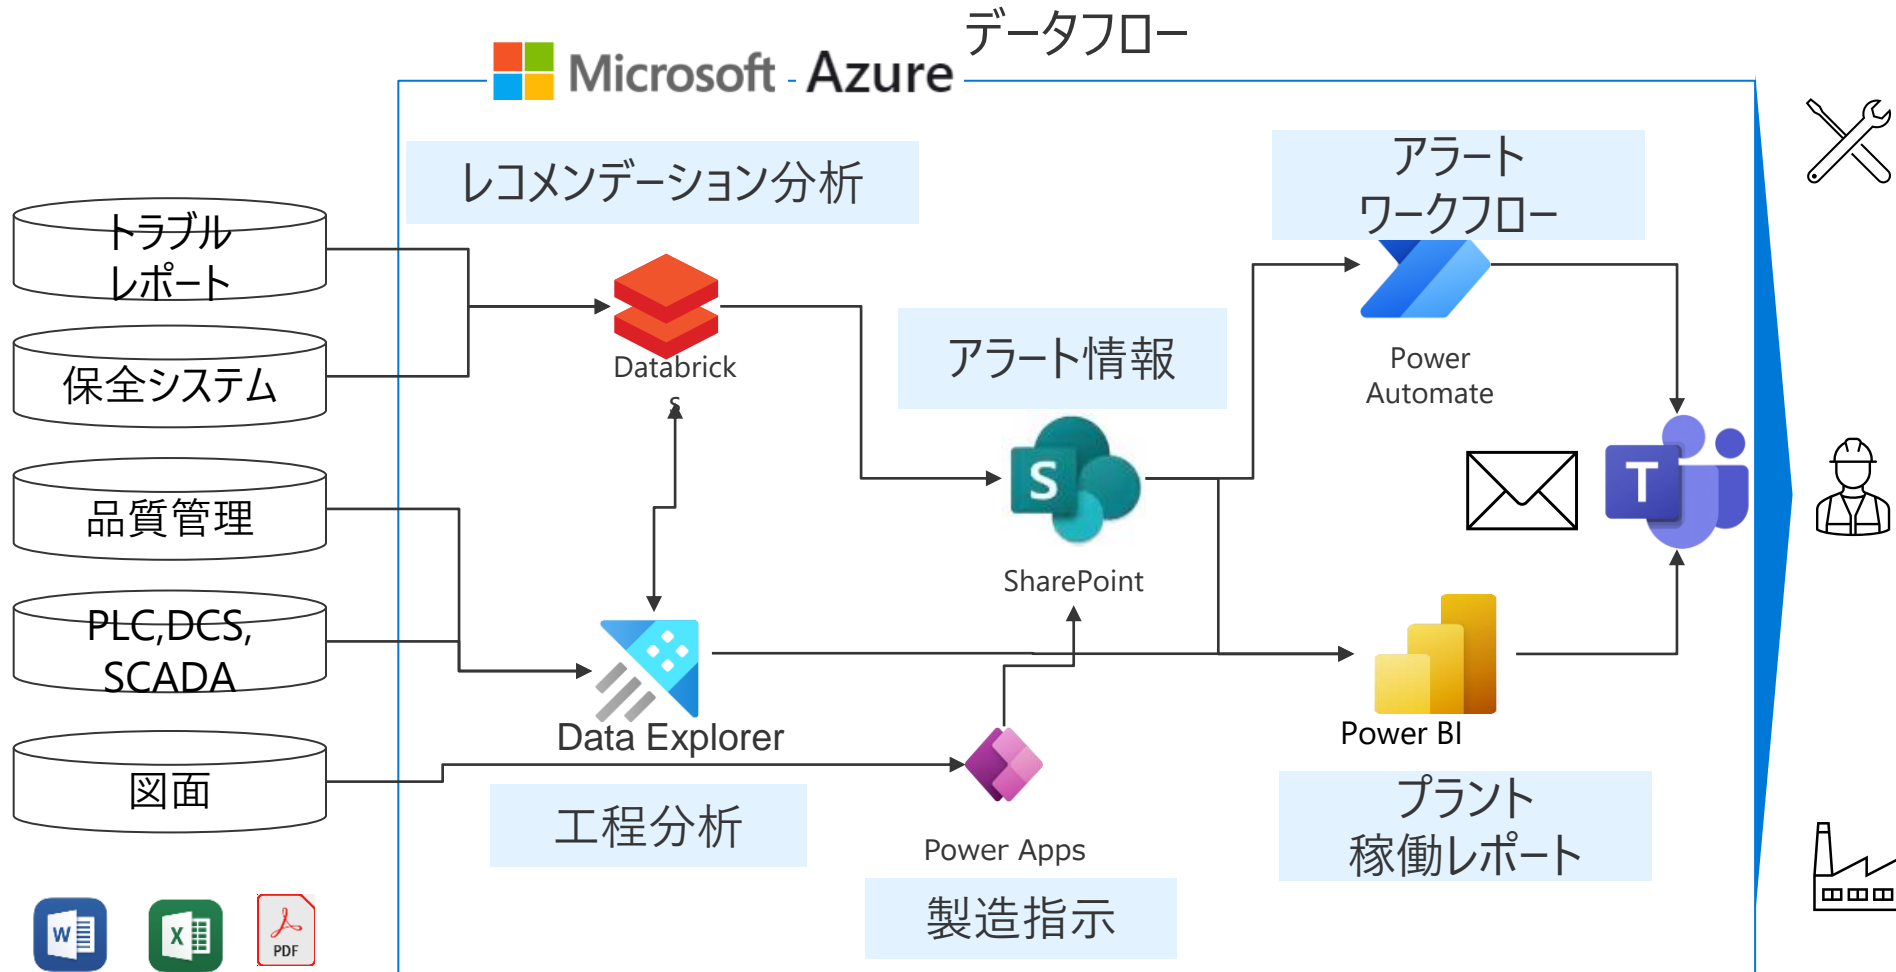 データフロー
Microsoft Azure
レコメンデーション分析
アラート
ワークフロー
トラブル
レポート
保全システム
品質管理
PLC,DCS,
SCADA
図面
Databrick
s
アラート情報
Power
Automate
S
SharePoint
T
Data Explorer
工程分析
Power Apps
製造指示
Power BI
プラント
稼働レポート
W
X
PDF